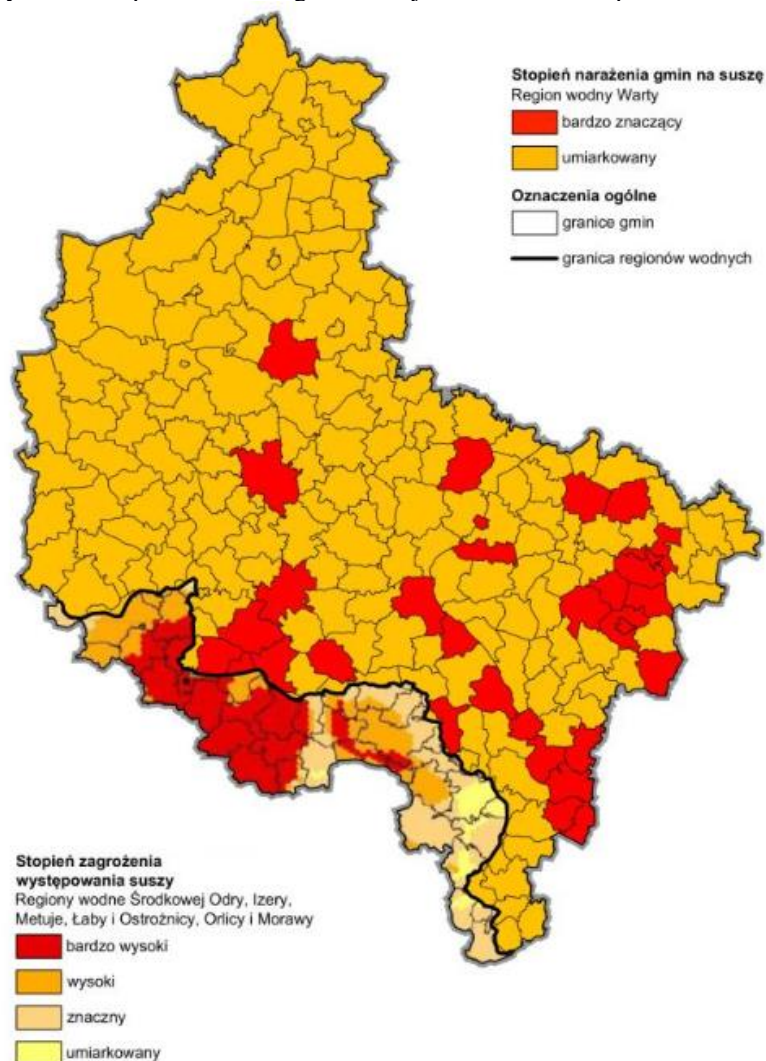 Stopień narażenia gmin na suszę
Region wodny Warty
bardzo znaczący
umiarkowany
Oznaczenia ogólne
granice gmin
granica regionów wodnych
Stopień zagrożenia
występowania suszy
Regiony wodne Środkowej Odry, Izery,
Metuje, Łaby i Ostrożnicy, Orlicy i Morawy
bardzo wysoki
wysoki
znaczny
umiarkowany